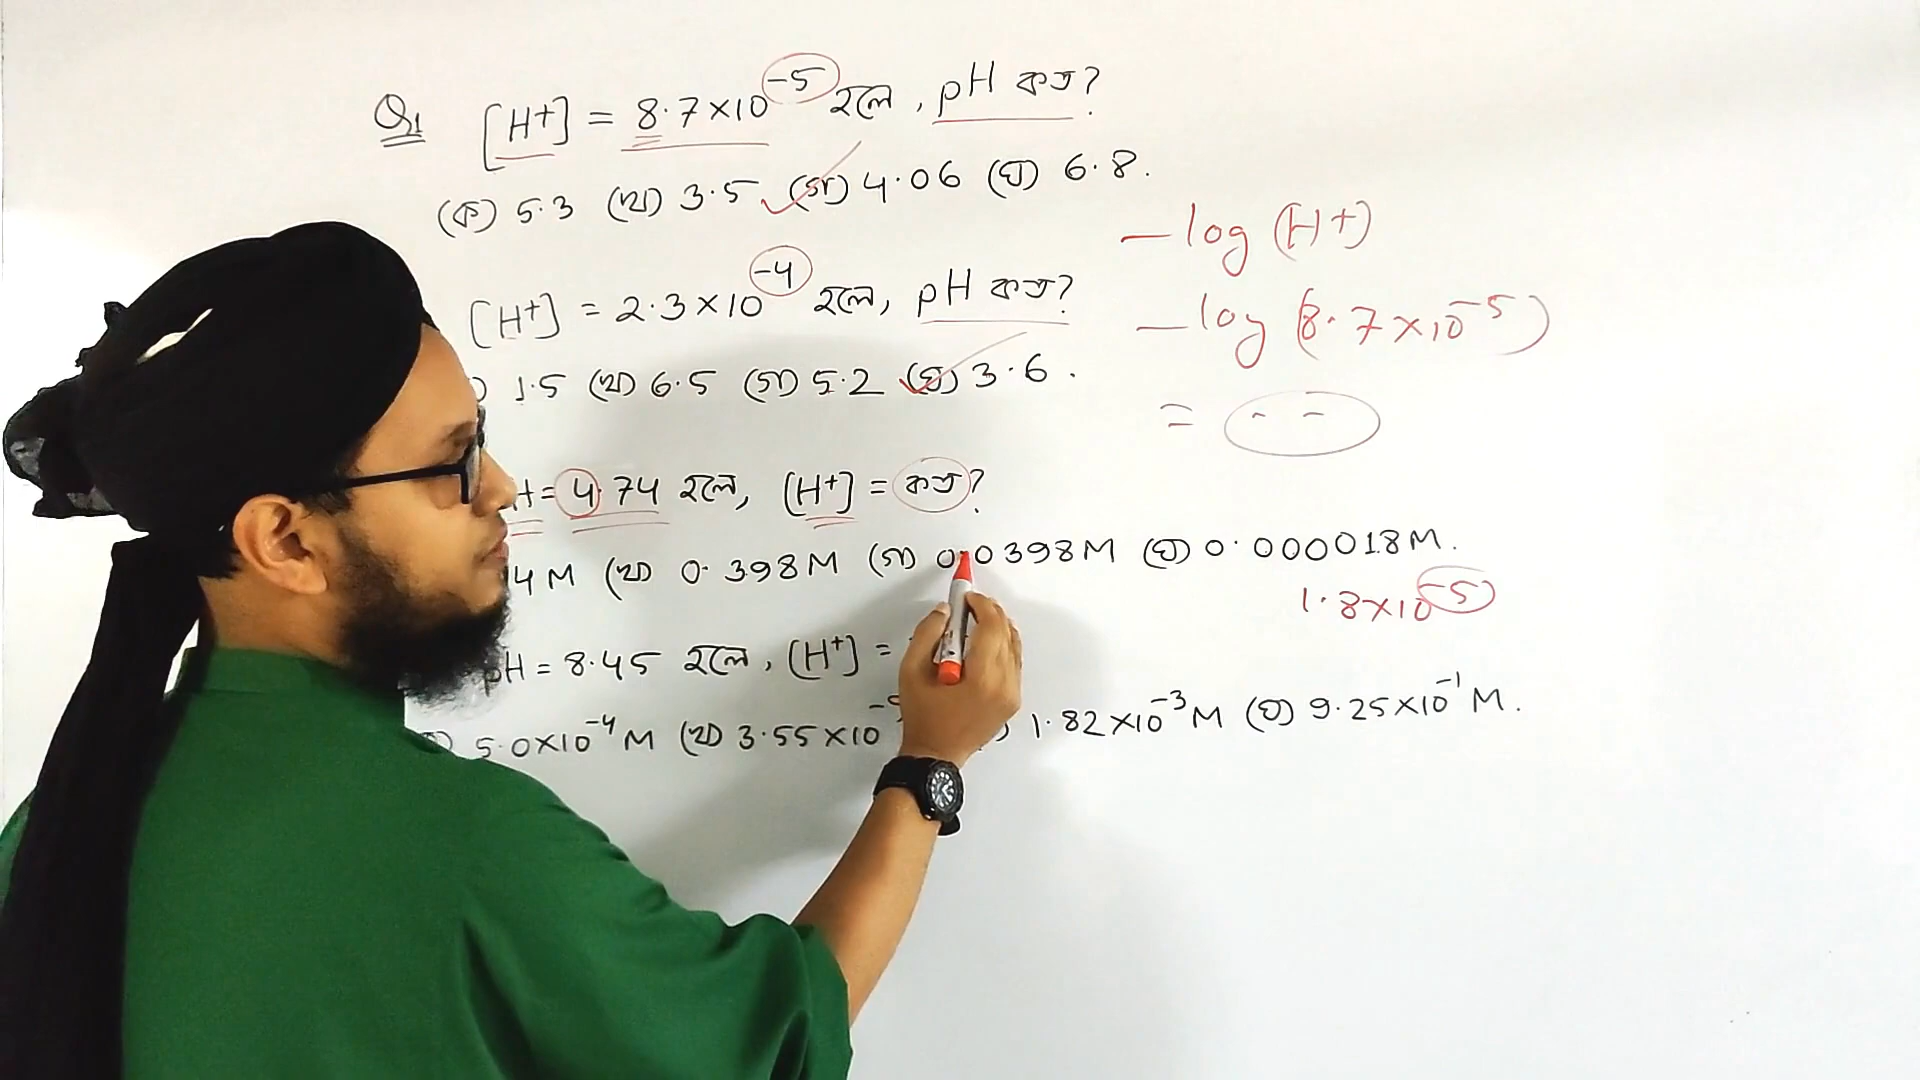 Q1 [H+] = 8.7×10⁻⁵ হলে, pH কত?
(ক) 5.3 (খ) 3.5 (গ) 4.06 (ঘ) 6.8.
[H+] = 2.3×10⁻⁴ হলে, pH কত?
) 1.5 (খ) 6.5 (গ) 5.2 (ঘ) 3.6.
H = 4.74 হলে, [H+] = কত?
4M (খ) 0.398M (গ) 0.0398M (ঘ) 0.000018M.
1.8×10⁻⁵
pH = 8.45 হলে, [H+] =
5.0×10⁻⁴M (খ) 3.55×10 ) 1.82×10⁻³M (ঘ) 9.25×10⁻¹M.
– log (H+)
– log (8.7×10⁻⁵)
= - -